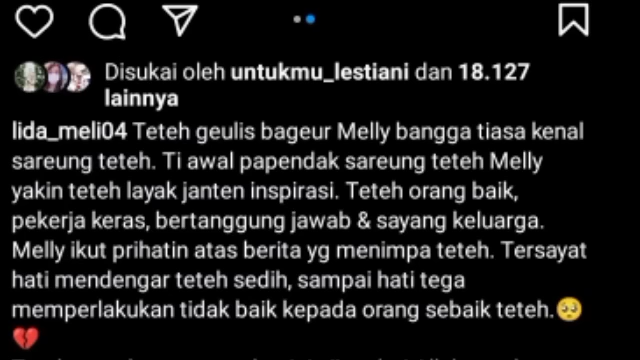 Disukai oleh untukmu_lestiani dan 18.127
lainnya
lida_meli04 Teteh geulis bageur Melly bangga tiasa kenal
sareung teteh. Ti awal papendak sareung teteh Melly
yakin teteh layak janten inspirasi. Teteh orang baik,
pekerja keras, bertanggung jawab & sayang keluarga.
Melly ikut prihatin atas berita yg menimpa teteh. Tersayat
hati mendengar teteh sedih, sampai hati tega
memperlakukan tidak baik kepada orang sebaik teteh.🥺
💔